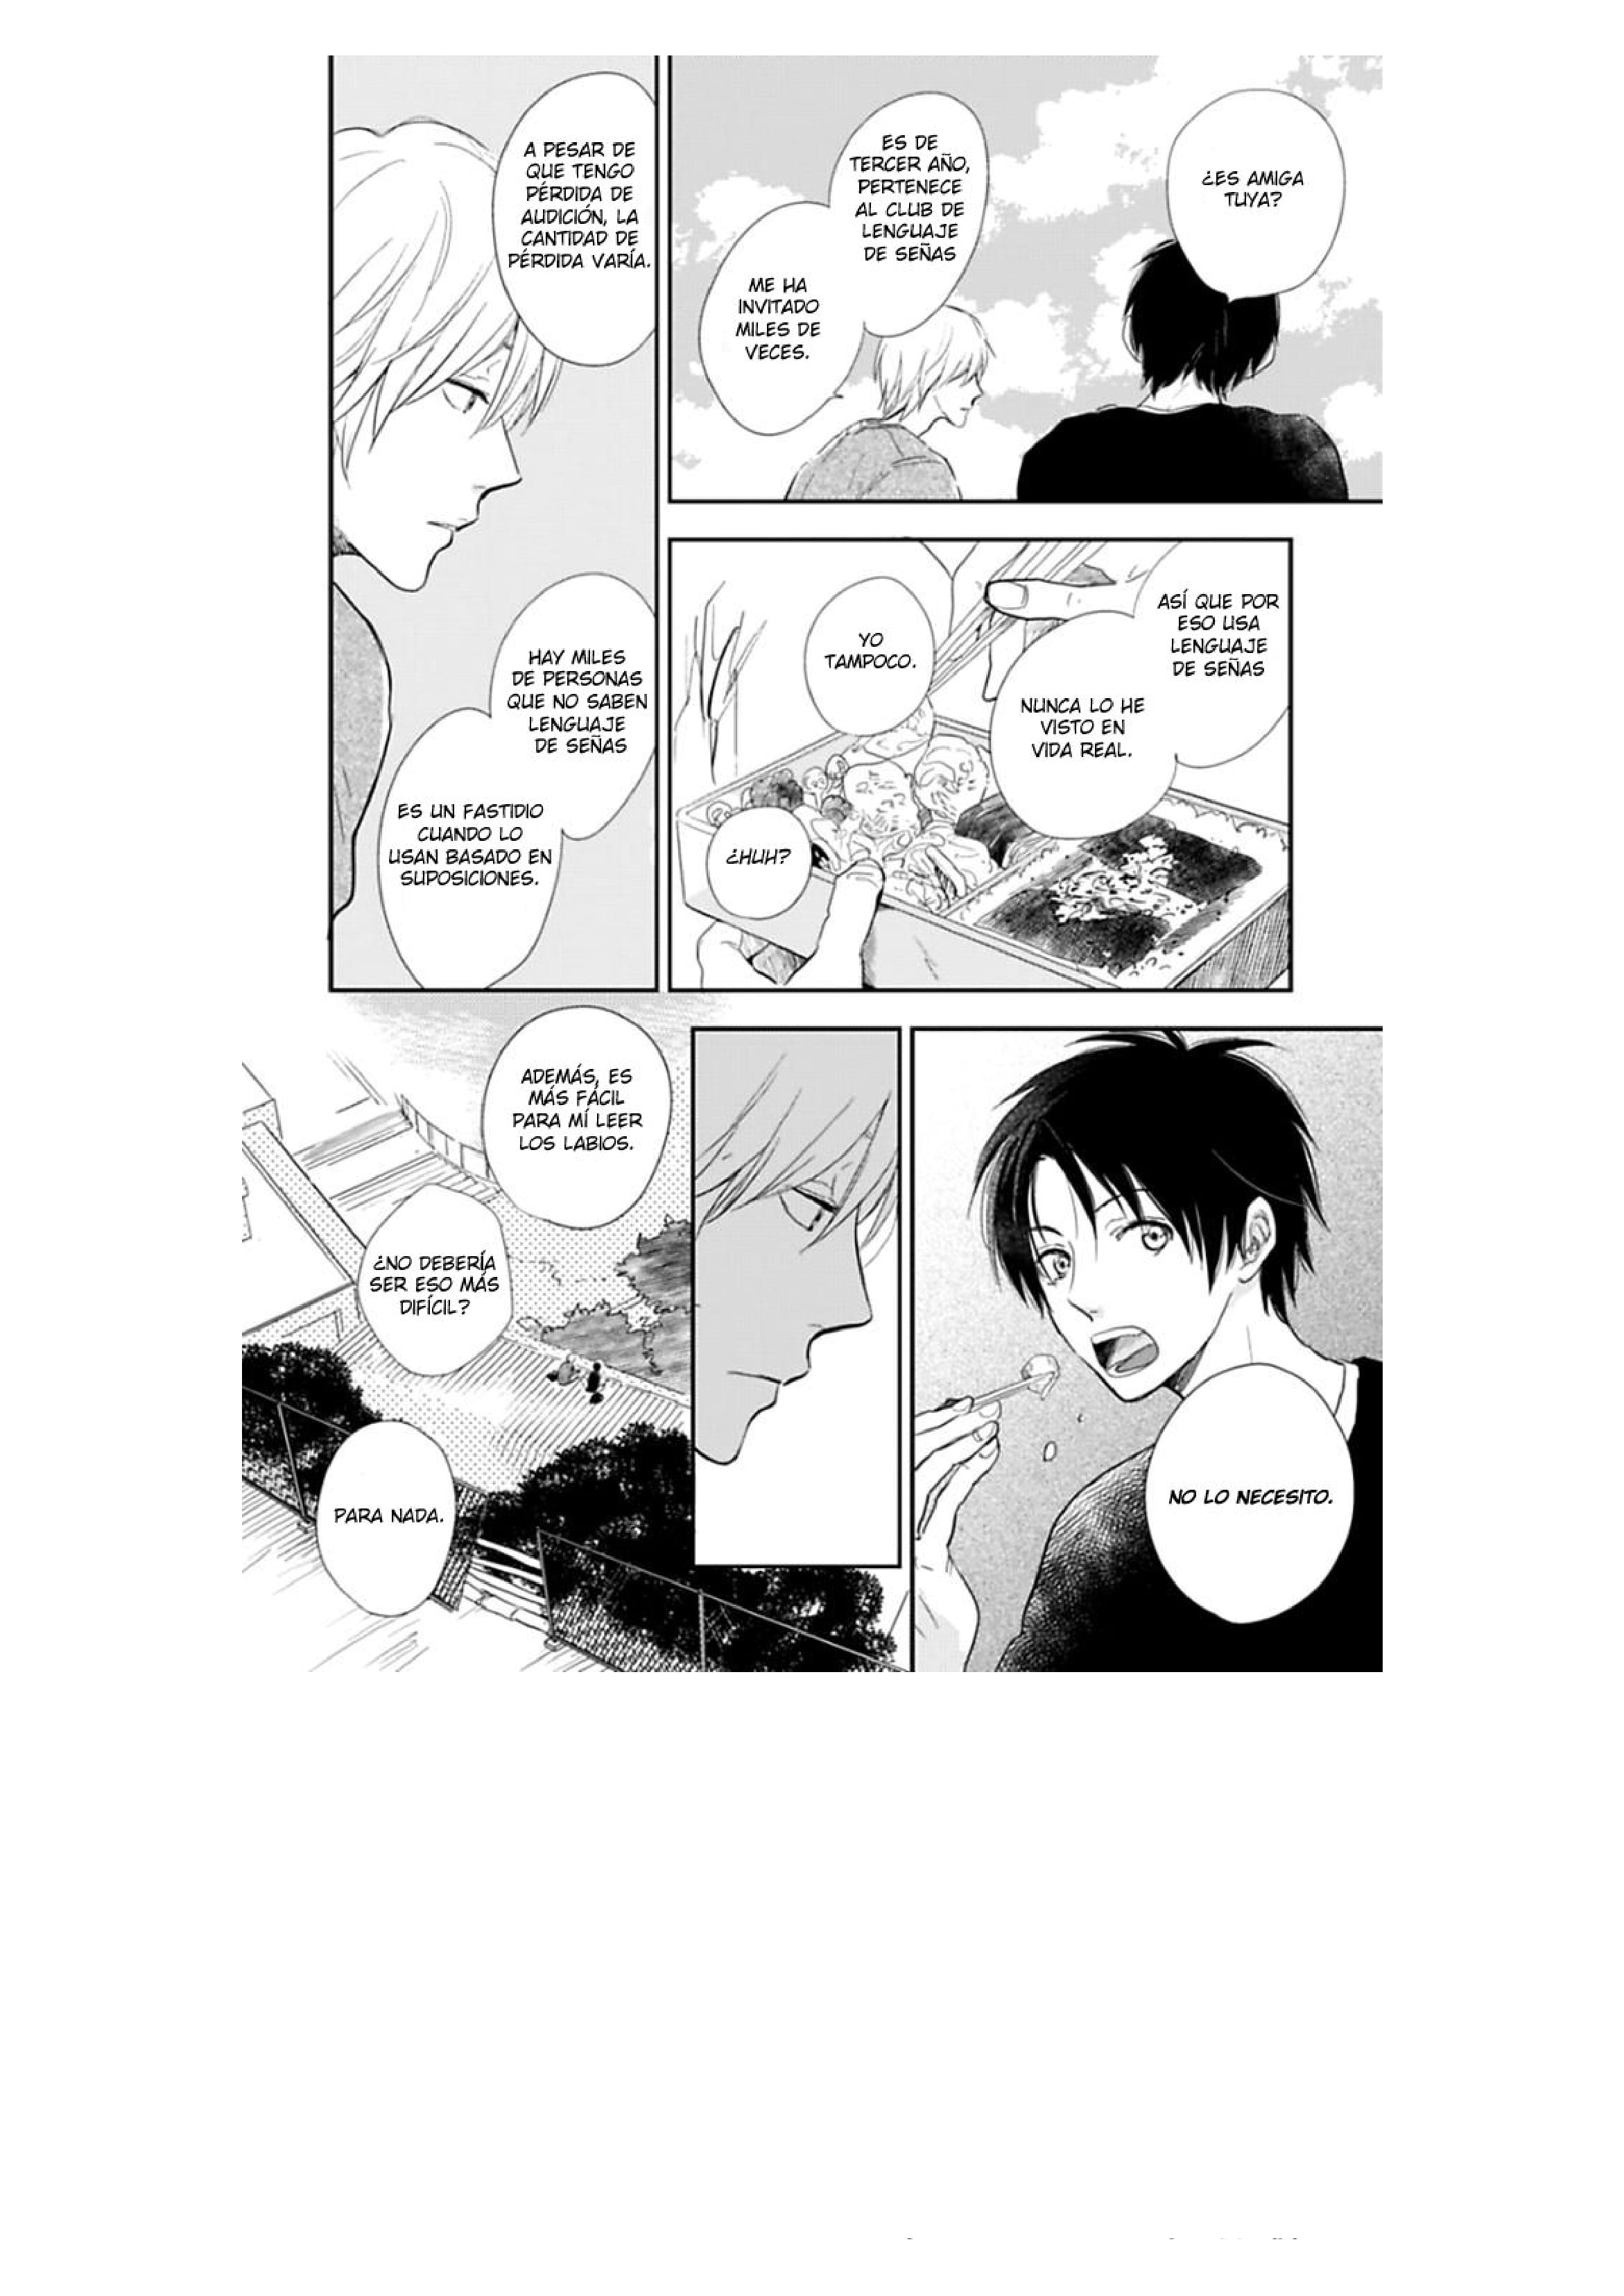 ¿ES AMIGA
TUYA?
ES DE
TERCER AÑO,
PERTENECE
AL CLUB DE
LENGUAJE
DE SEÑAS
ME HA
INVITADO
MILES DE
VECES.
ASÍ QUE POR
ESO USA
LENGUAJE
DE SEÑAS
NUNCA LO HE
VISTO EN
VIDA REAL.
YO
TAMPOCO.
¿HUH?
A PESAR DE
QUE TENGO
PÉRDIDA DE
AUDICIÓN, LA
CANTIDAD DE
PÉRDIDA VARÍA.
HAY MILES
DE PERSONAS
QUE NO SABEN
LENGUAJE
DE SEÑAS
ES UN FASTIDIO
CUANDO LO
USAN BASADO EN
SUPOSICIONES.
NO LO NECESITO.
ADEMÁS, ES
MÁS FÁCIL
PARA MÍ LEER
LOS LABIOS.
¿NO DEBERÍA
SER ESO MÁS
DIFÍCIL?
PARA NADA.